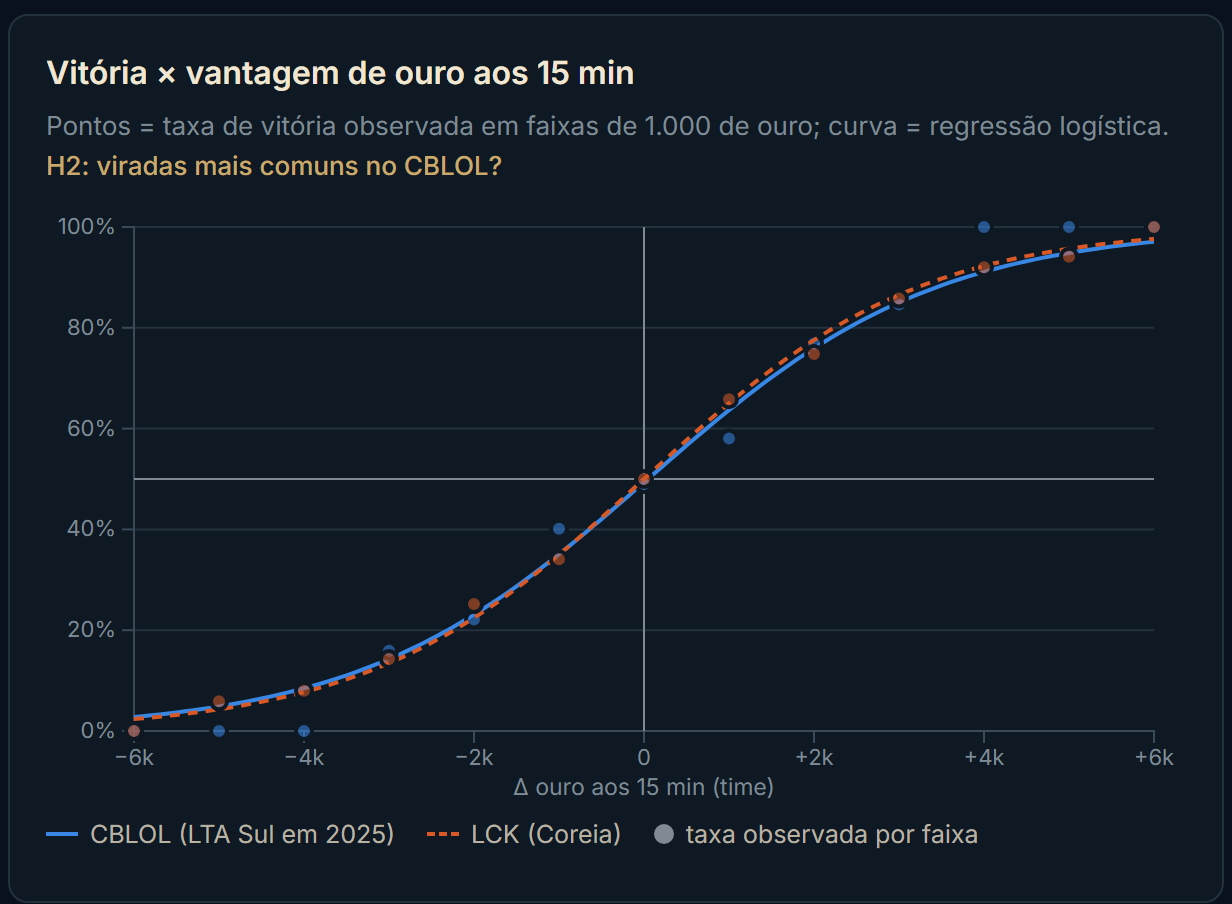 Vitória × vantagem de ouro aos 15 min
Pontos = taxa de vitória observada em faixas de 1.000 de ouro; curva = regressão logística.
H2: viradas mais comuns no CBLOL?
100%
80%
60%
40%
20%
0%
−6k −4k −2k 0 +2k +4k +6k
Δ ouro aos 15 min (time)
CBLOL (LTA Sul em 2025) LCK (Coreia) taxa observada por faixa